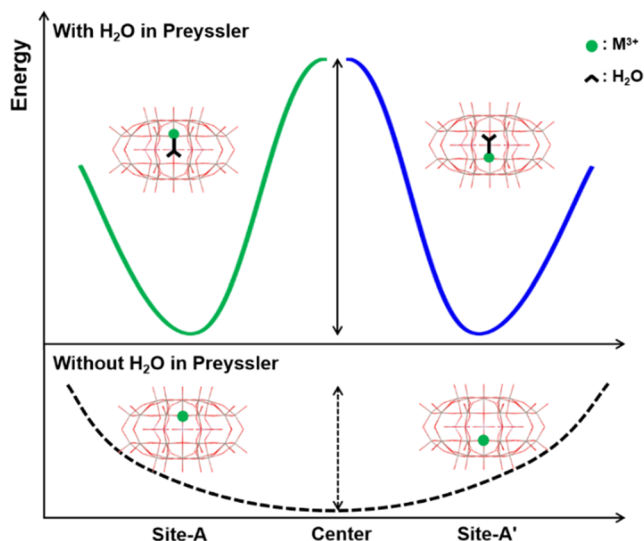 With H₂O in Preyssler
: M³⁺
: H₂O
Energy
Without H₂O in Preyssler
Site-A
Center
Site-A'